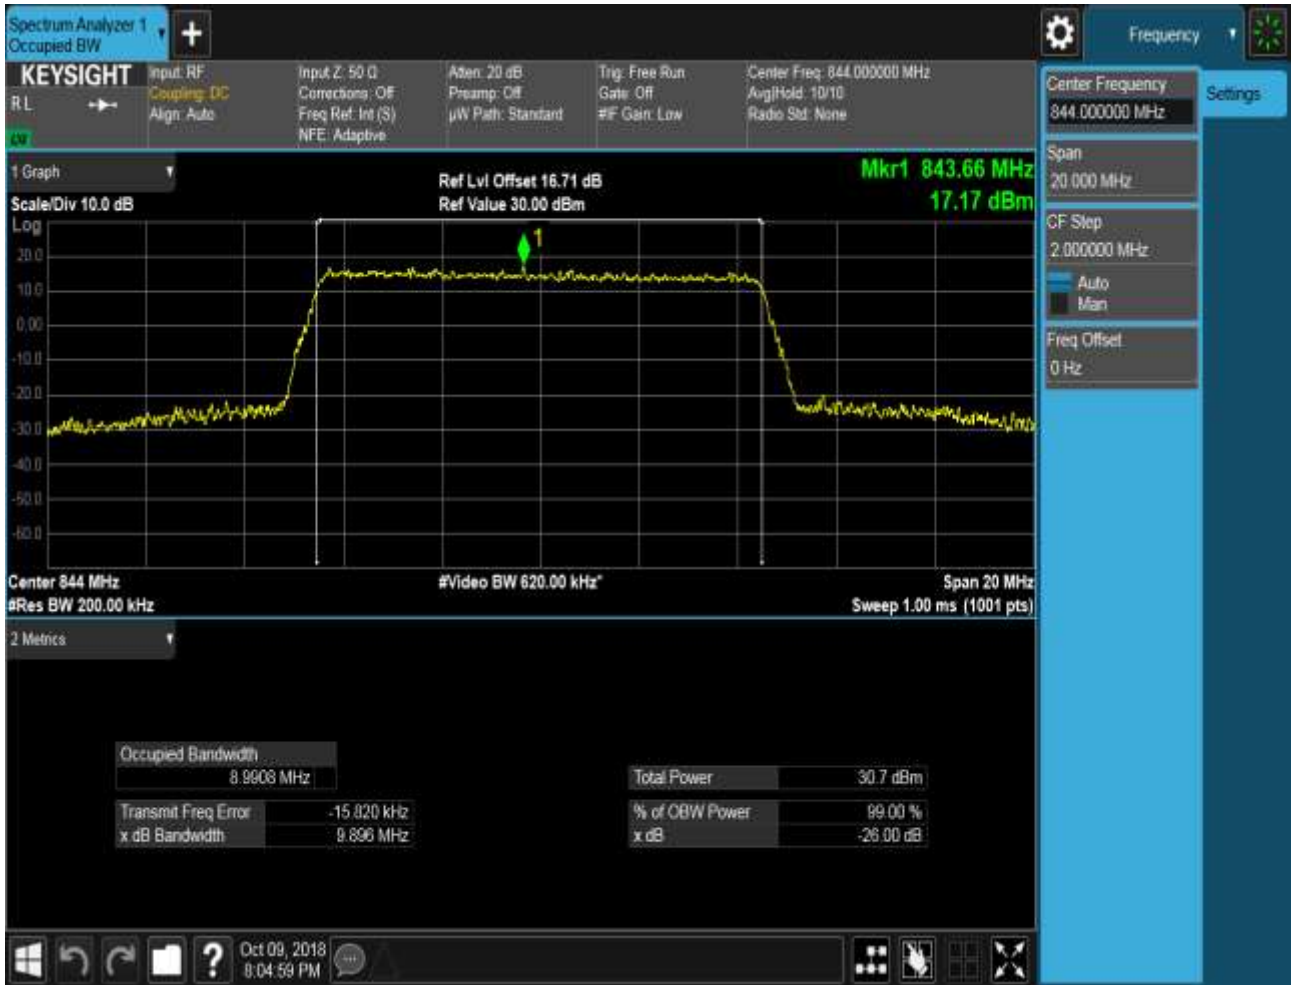 Spectrum Analyzer 1
Occupied BW
Frequency
KEYSIGHT
RL
Input: RF
Coupling: DC
Align: Auto
Input Z: 50 Ω
Corrections: Off
Freq Ref: Int (S)
NFE: Adaptive
Atten: 20 dB
Preamp: Off
µW Path: Standard
Trig: Free Run
Gate: Off
#IF Gain: Low
Center Freq: 844.000000 MHz
Avg|Hold: 10/10
Radio Std: None
Center Frequency
844.000000 MHz
Settings
Span
20.000 MHz
CF Step
2.000000 MHz
Auto
Man
Freq Offset
0 Hz
1 Graph
Scale/Div 10.0 dB
Ref Lvl Offset 16.71 dB
Ref Value 30.00 dBm
Mkr1 843.66 MHz
17.17 dBm
Log
20.0
10.0
0.00
-10.0
-20.0
-30.0
-40.0
-50.0
-60.0
1
Center 844 MHz
#Res BW 200.00 kHz
#Video BW 620.00 kHz*
Span 20 MHz
Sweep 1.00 ms (1001 pts)
2 Metrics
Occupied Bandwidth
8.9908 MHz
Transmit Freq Error -15.820 kHz
x dB Bandwidth 9.896 MHz
Total Power 30.7 dBm
% of OBW Power 99.00 %
x dB -26.00 dB
Oct 09, 2018
8:04:59 PM